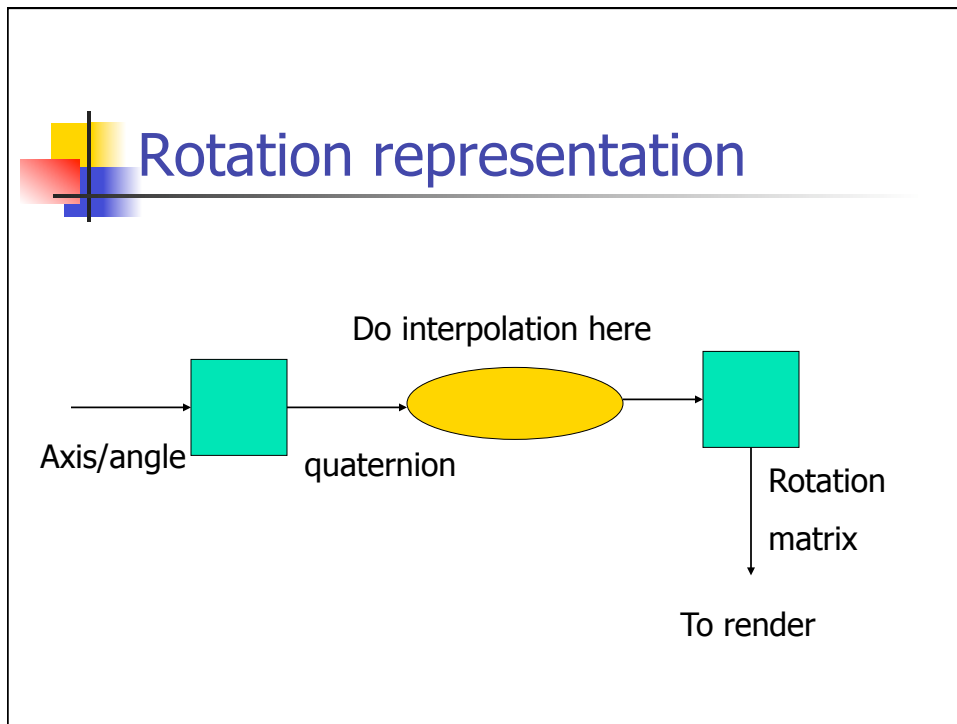 Rotation representation
Do interpolation here
Axis/angle
quaternion
Rotation
matrix
To render